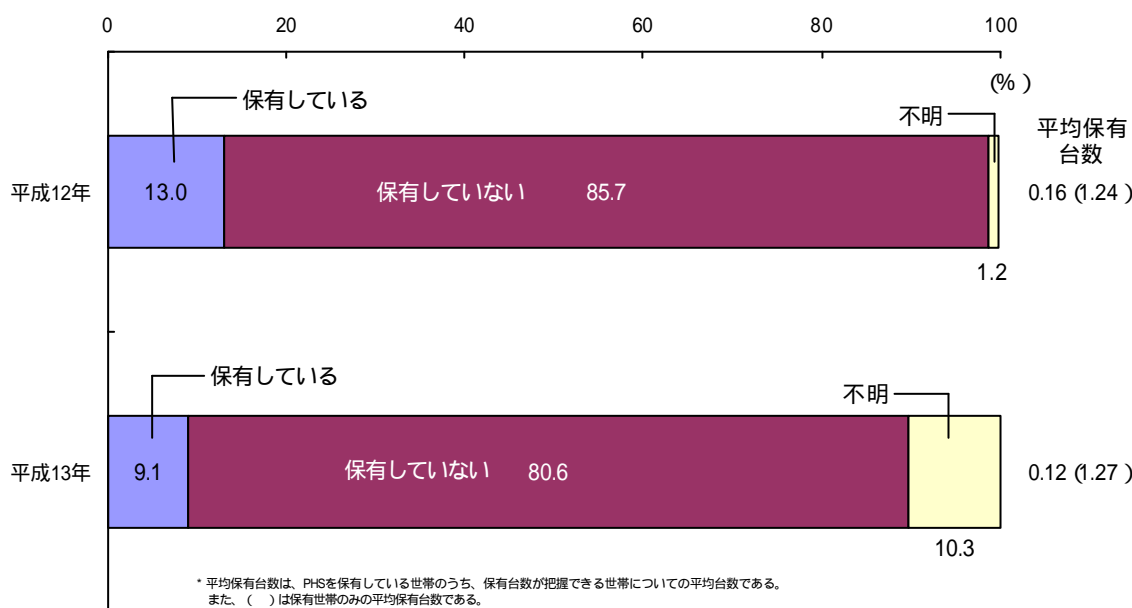 0 20 40 60 80 100
(%)
保有している
不明
平均保有
台数
平成12年 13.0 保有していない 85.7 0.16 (1.24)
1.2
保有している
不明
平成13年 9.1 保有していない 80.6 0.12 (1.27)
10.3
* 平均保有台数は、PHSを保有している世帯のうち、保有台数が把握できる世帯についての平均台数である。
また、( )は保有世帯のみの平均保有台数である。